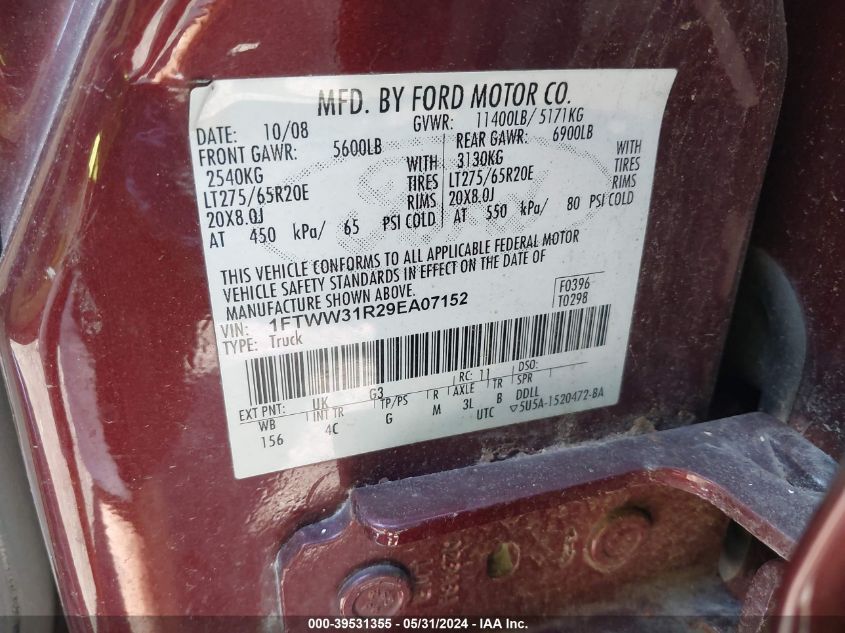 MFD. BY FORD MOTOR CO.
DATE: 10/08 GVWR: 11400LB/ 5171KG
FRONT GAWR: 5600LB REAR GAWR: 6900LB
2540KG WITH 3130KG WITH
LT275/65R20E TIRES LT275/65R20E TIRES
20X8.0J RIMS 20X8.0J RIMS
AT 450 kPa/ 65 PSI COLD AT 550 kPa/ 80 PSI COLD
THIS VEHICLE CONFORMS TO ALL APPLICABLE FEDERAL MOTOR
VEHICLE SAFETY STANDARDS IN EFFECT ON THE DATE OF
MANUFACTURE SHOWN ABOVE.
VIN: 1FTWW31R29EA07152 F0396
TYPE: Truck T0298
EXT PNT: UK G3 RC: 11 DSO:
WB INT TR TP/PS R AXLE TR SPR
156 4C G M 3L B DDLL
UTC ▽5U5A-1520472-BA
000-39531355 - 05/31/2024 - IAA Inc.